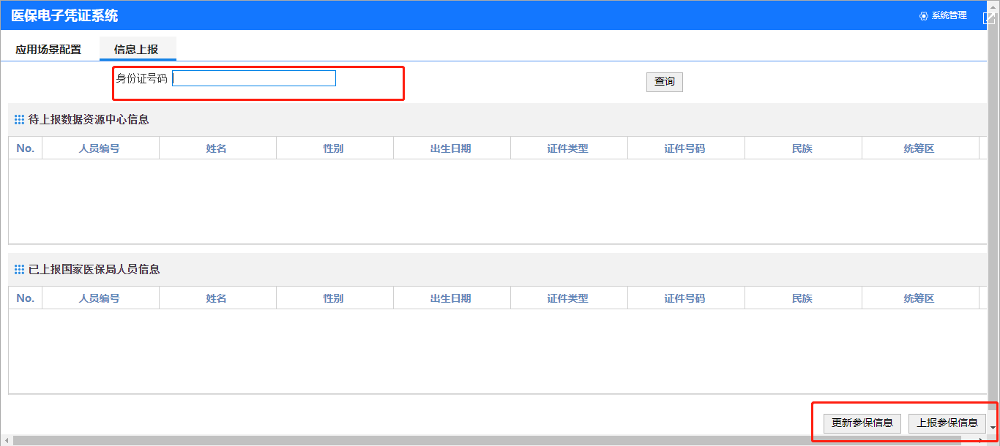 医保电子凭证系统
系统管理
应用场景配置 信息上报
身份证号码 查询
待上报数据资源中心信息
No. 人员编号 姓名 性别 出生日期 证件类型 证件号码 民族 统筹区
已上报国家医保局人员信息
No. 人员编号 姓名 性别 出生日期 证件类型 证件号码 民族 统筹区
更新参保信息 上报参保信息